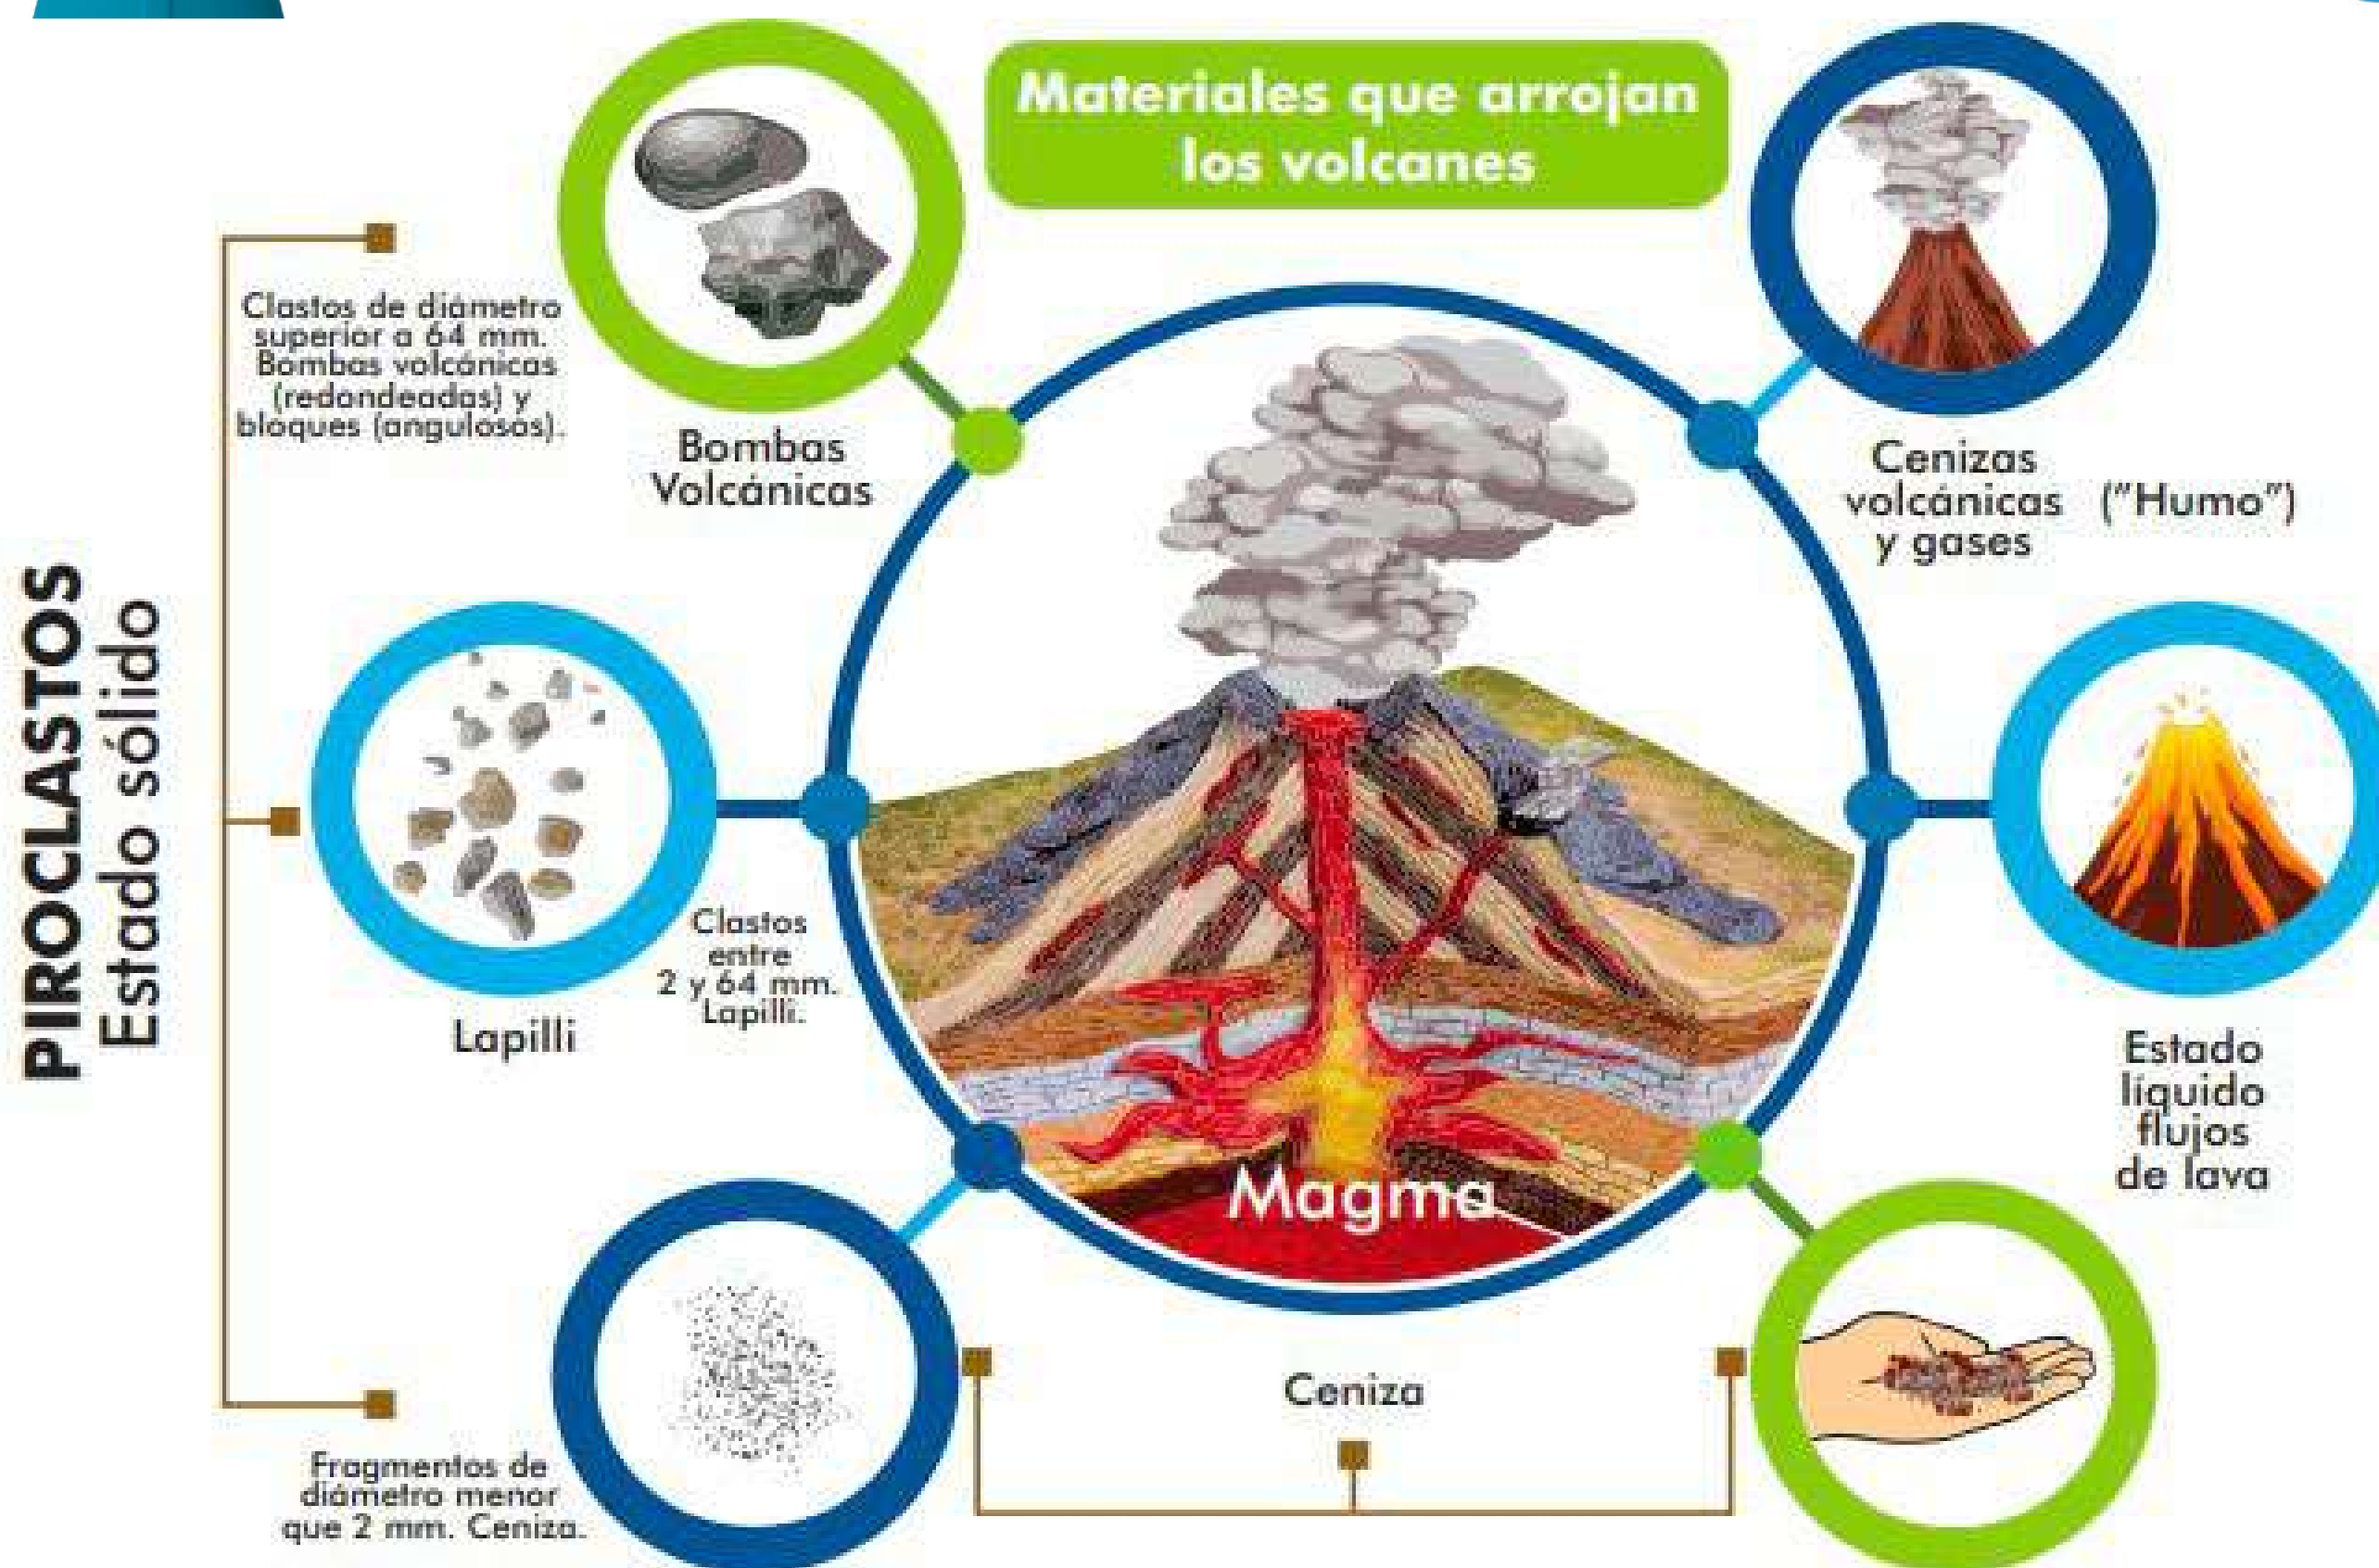 Materiales que arrojan
los volcanes
Clastos de diámetro
superior a 64 mm.
Bombas volcánicas
(redondeadas) y
bloques (angulosos).
Bombas
Volcánicas
Cenizas
volcánicas ("Humo")
y gases
PIROCLASTOS
Estado sólido
Lapilli
Clastos
entre
2 y 64 mm.
Lapilli.
Estado
líquido
flujos
de lava
Magma
Ceniza
Fragmentos de
diámetro menor
que 2 mm. Ceniza.